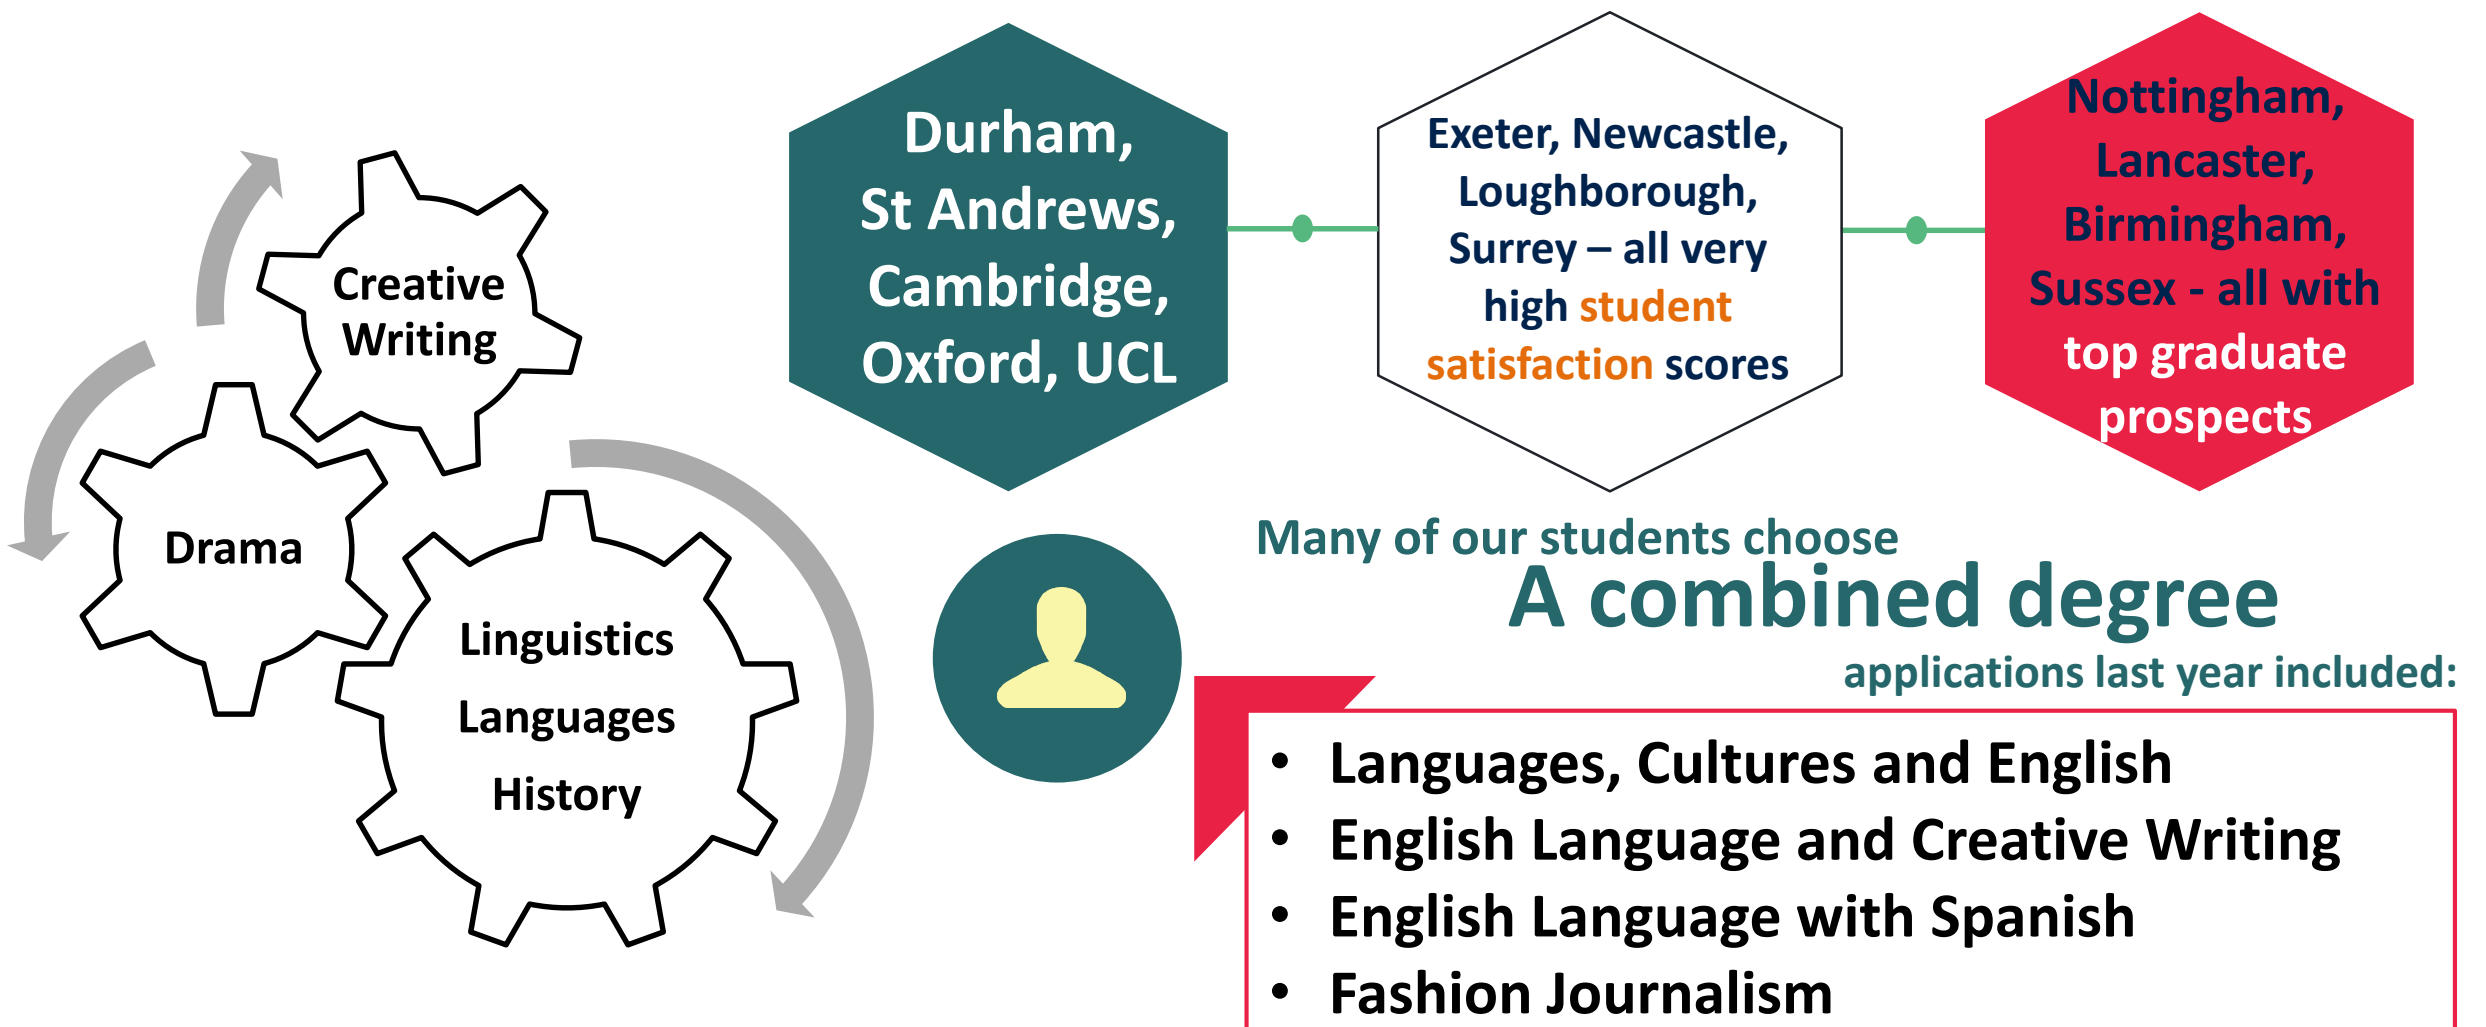 Creative
Writing
Drama
Linguistics
Languages
History
Durham,
St Andrews,
Cambridge,
Oxford, UCL
Exeter, Newcastle,
Loughborough,
Surrey – all very
high student
satisfaction scores
Nottingham,
Lancaster,
Birmingham,
Sussex - all with
top graduate
prospects
Many of our students choose
A combined degree
applications last year included:
• Languages, Cultures and English
• English Language and Creative Writing
• English Language with Spanish
• Fashion Journalism